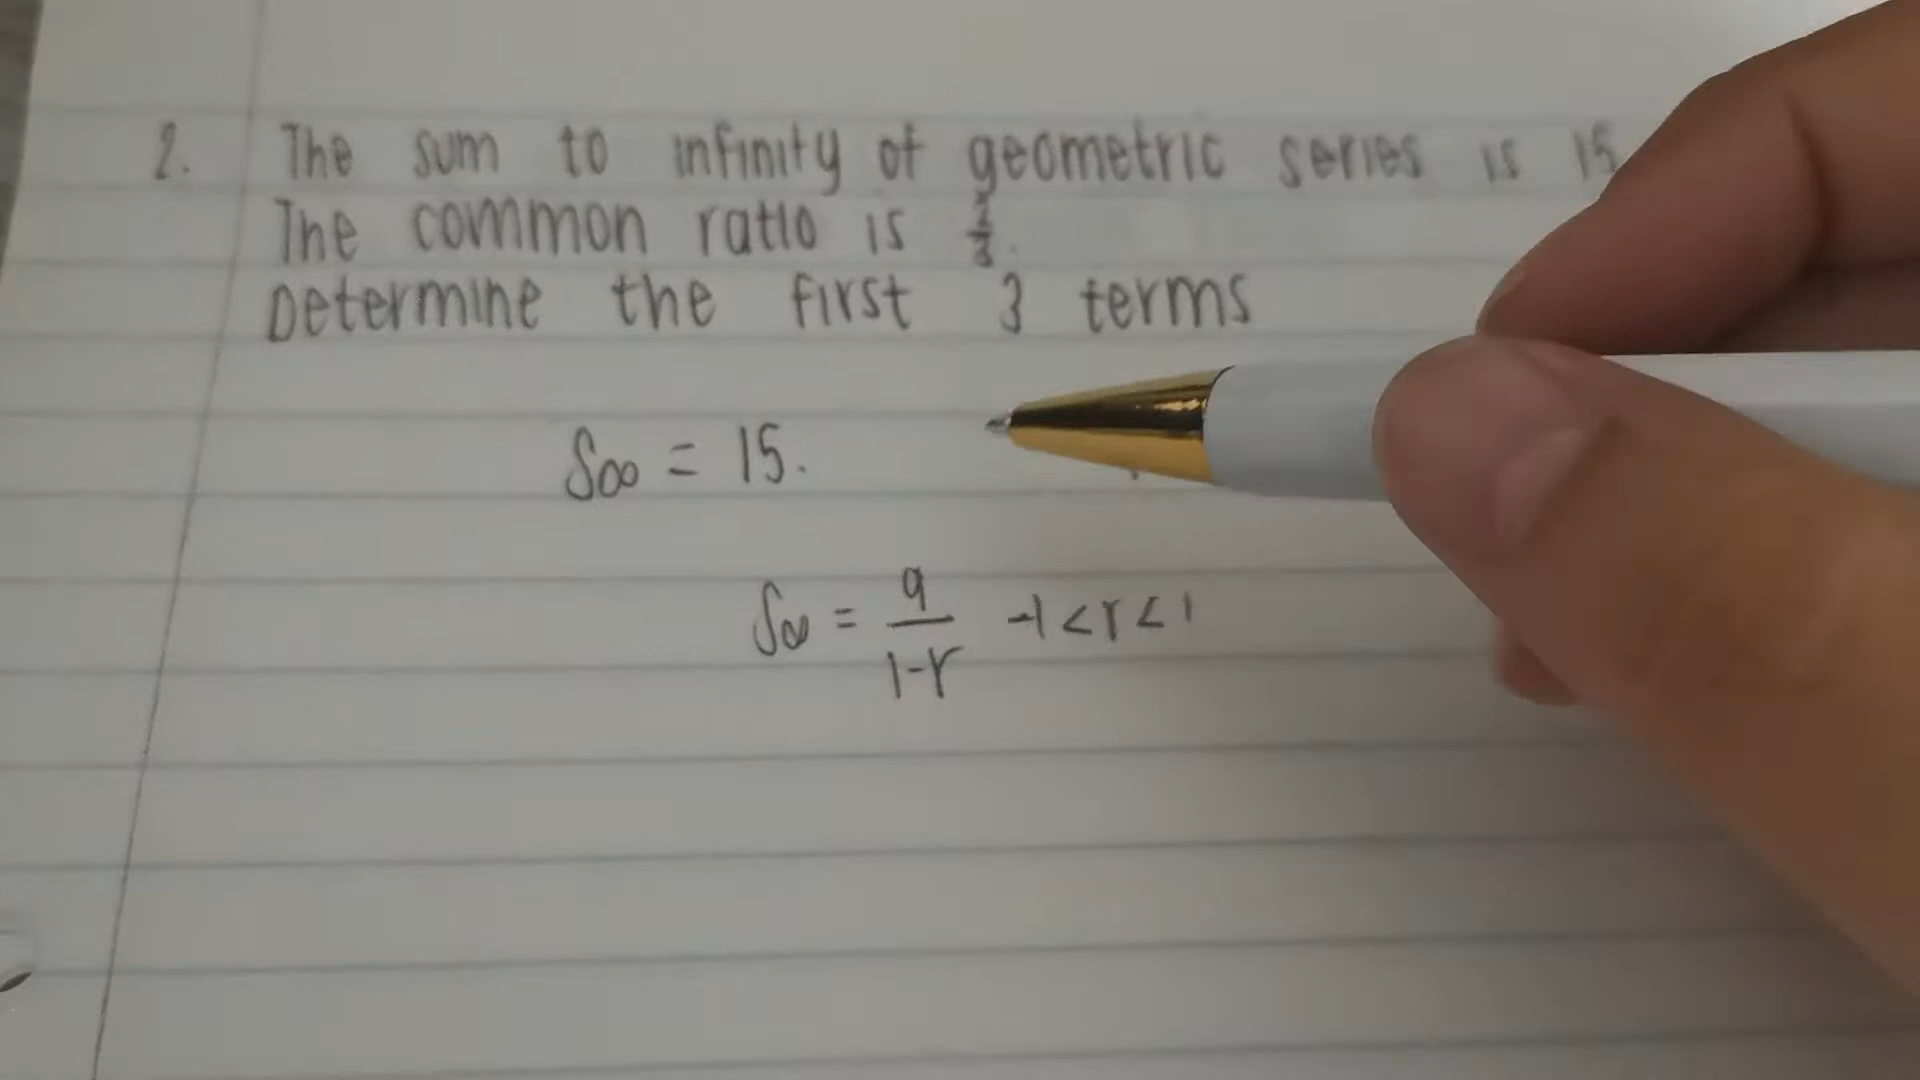 2. The sum to infinity of geometric series is 15
The common ratio is 2/3.
Determine the first 3 terms
S∞ = 15.
S∞ = a/1-r -1<r<1